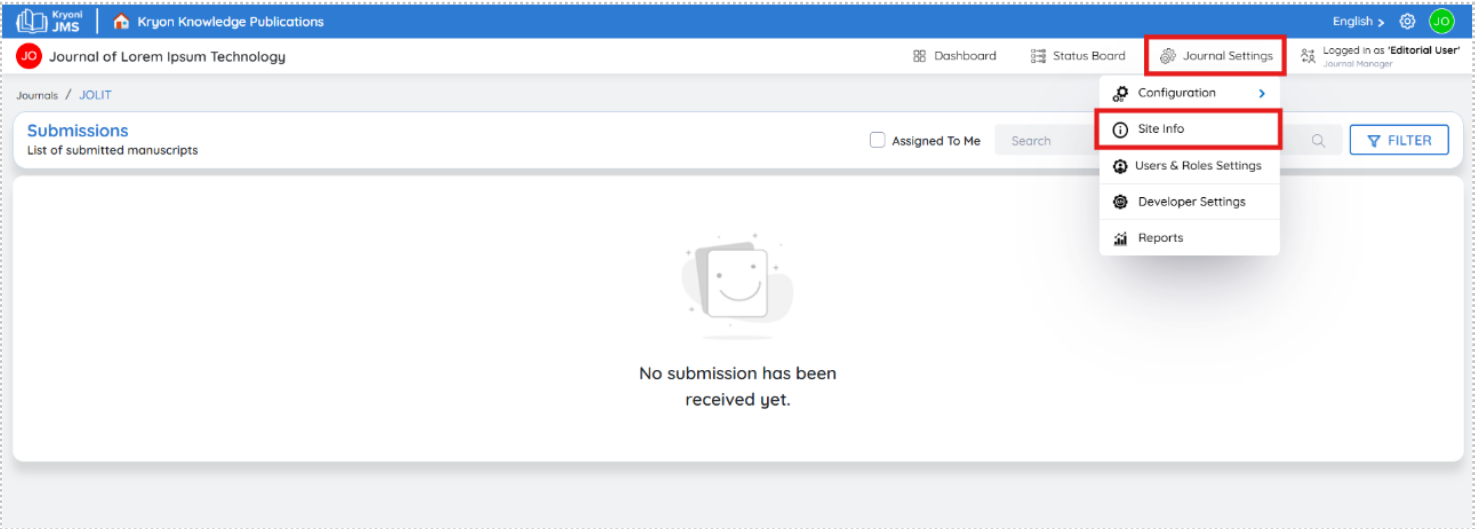 Kryoni
JMS
Kryon Knowledge Publications
English >
JO
JO
Journal of Lorem Ipsum Technology
Dashboard
Status Board
Journal Settings
Logged in as 'Editorial User'
Journal Manager
Journals / JOLIT
Configuration >
Site Info
Users & Roles Settings
Developer Settings
Reports
Submissions
List of submitted manuscripts
Assigned To Me
Search
FILTER
No submission has been
received yet.